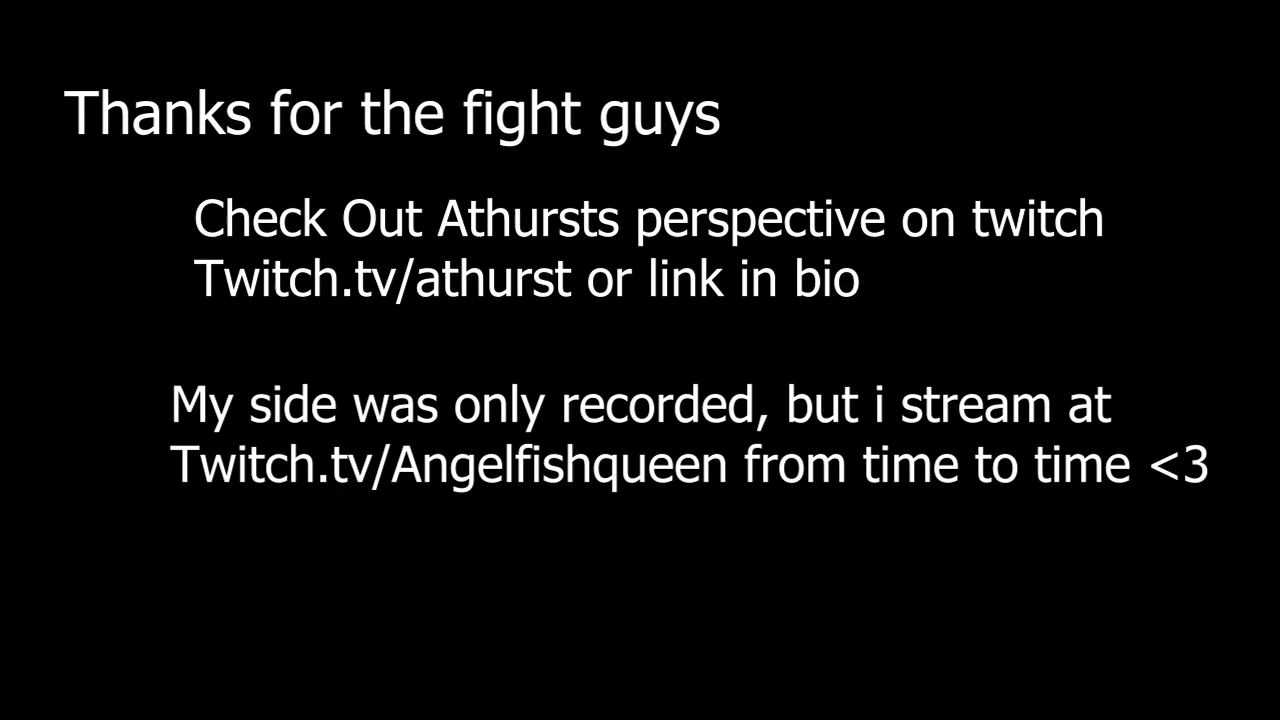 Thanks for the fight guys
Check Out Athursts perspective on twitch
Twitch.tv/athurst or link in bio
My side was only recorded, but i stream at
Twitch.tv/Angelfishqueen from time to time <3